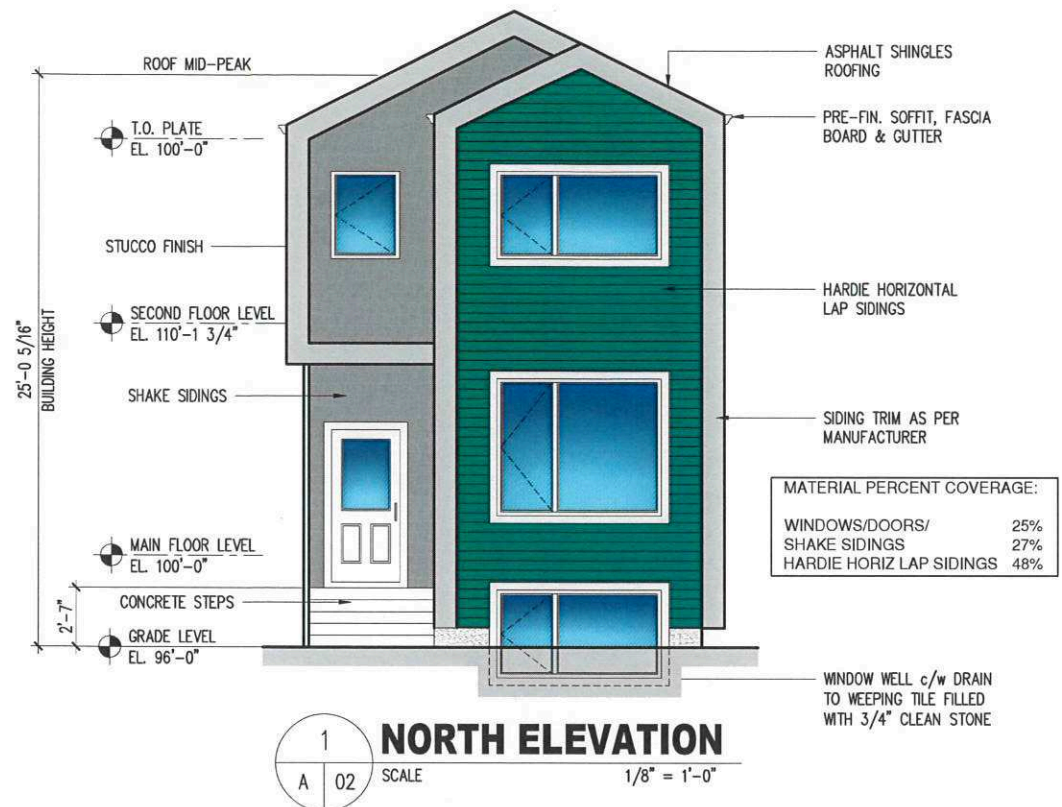 ROOF MID-PEAK
T.O. PLATE
EL. 100'-0"
STUCCO FINISH
SECOND FLOOR LEVEL
EL. 110'-1 3/4"
25'-0 5/16"
BUILDING HEIGHT
SHAKE SIDINGS
MAIN FLOOR LEVEL
EL. 100'-0"
CONCRETE STEPS
2'-7"
GRADE LEVEL
EL. 96'-0"
ASPHALT SHINGLES
ROOFING
PRE-FIN. SOFFIT, FASCIA
BOARD & GUTTER
HARDIE HORIZONTAL
LAP SIDINGS
SIDING TRIM AS PER
MANUFACTURER
MATERIAL PERCENT COVERAGE:
WINDOWS/DOORS/ 25%
SHAKE SIDINGS 27%
HARDIE HORIZ LAP SIDINGS 48%
WINDOW WELL c/w DRAIN
TO WEEPING TILE FILLED
WITH 3/4" CLEAN STONE
1
A 02
NORTH ELEVATION
SCALE 1/8" = 1'-0"